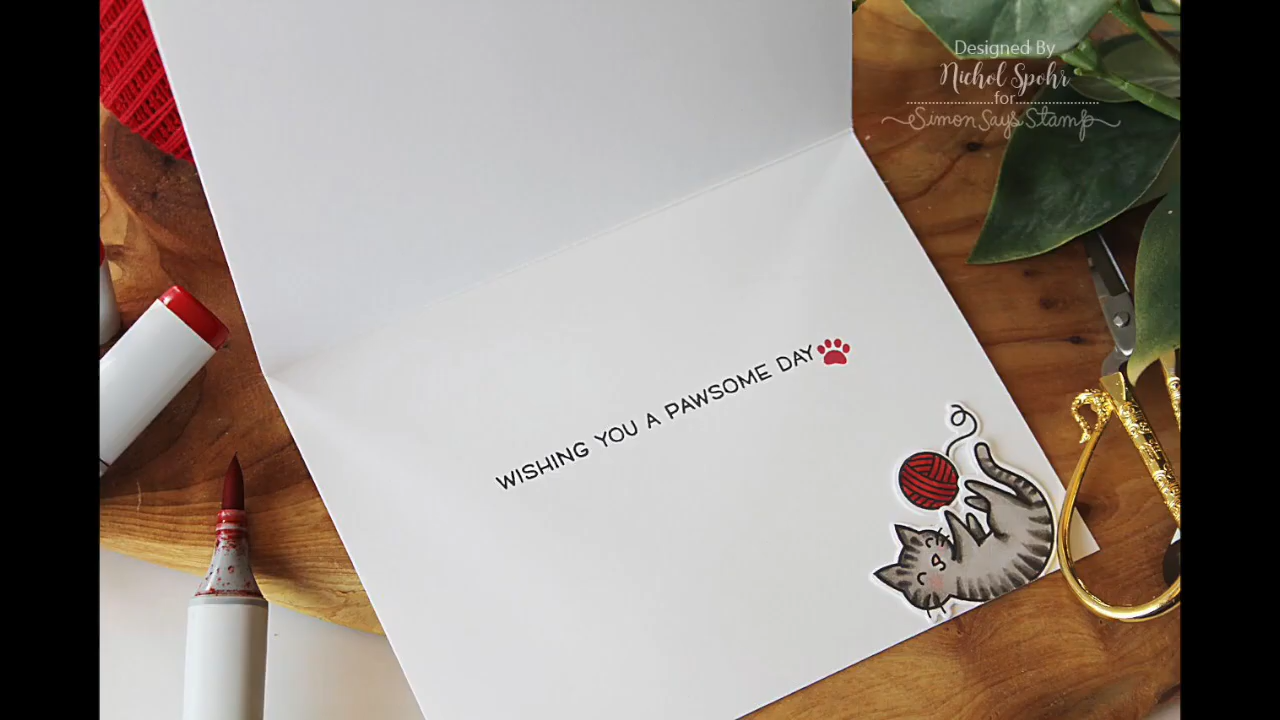 Designed By
Nichol Spohr
for
Simon Says Stamp
WISHING YOU A PAWSOME DAY